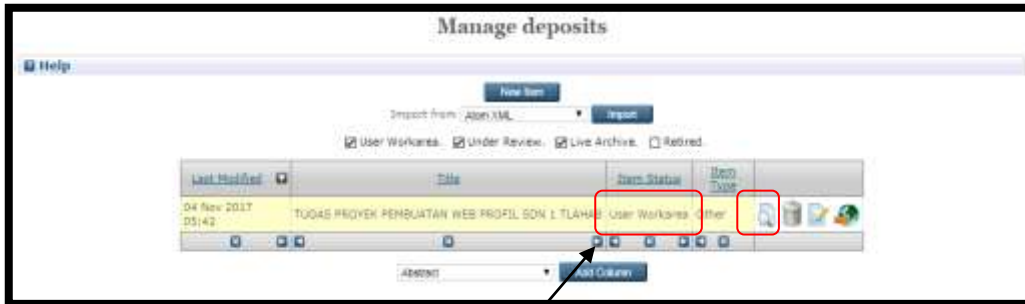 Manage deposits
Help
New Item
Import from Atom XML Import
User Workarea. Under Review. Live Archive. Retired.
Last Modified Title Item Status Item Type
04 Nov 2017 05:42 TUGAS PROYEK PEMBUATAN WEB PROFIL SDN 1 TLAHAB User Workarea Other
Abstract Add Column